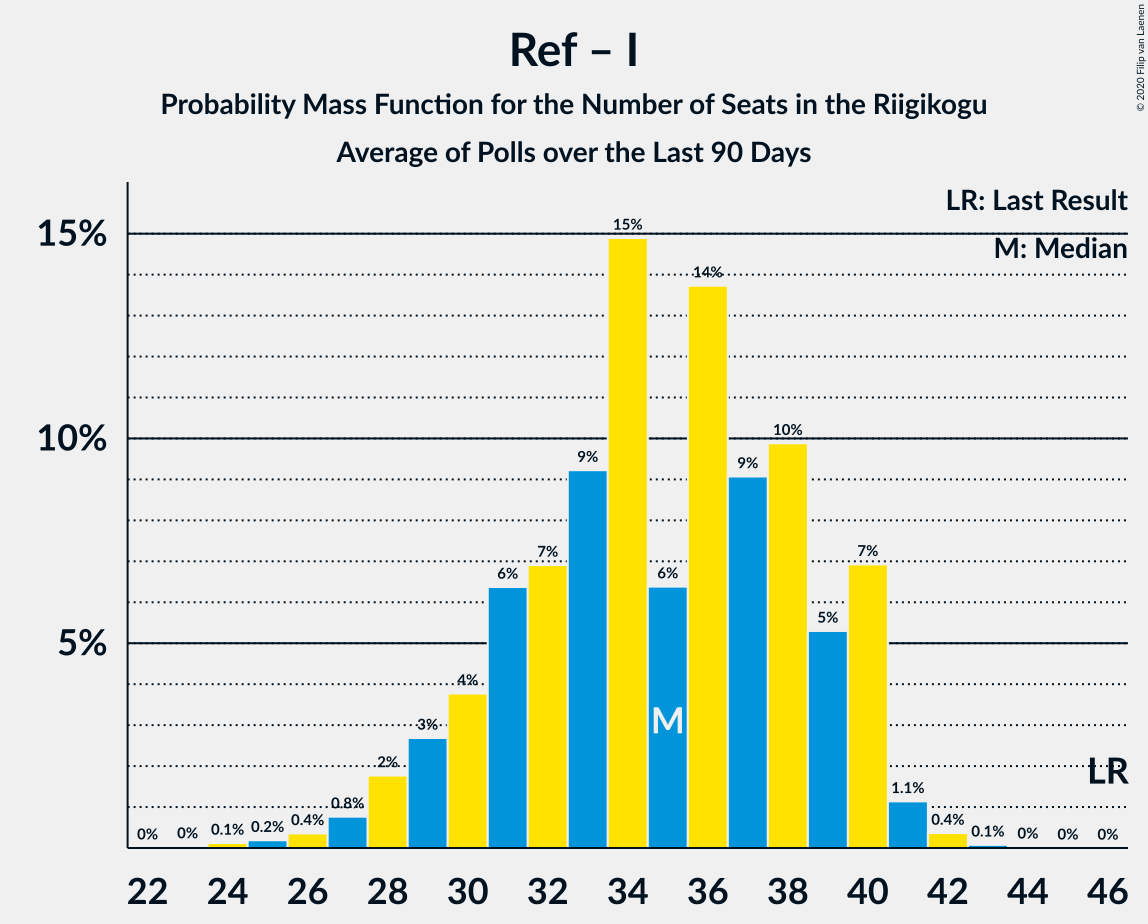 Ref – I
Probability Mass Function for the Number of Seats in the Riigikogu
Average of Polls over the Last 90 Days
© 2020 Filip van Laenen
LR: Last Result
M: Median
15%
10%
5%
0% 0% 0.1% 0.2% 0.4% 0.8% 2% 3% 4% 6% 7% 9% 15% 6% 14% 9% 10% 5% 7% 1.1% 0.4% 0.1% 0% 0% 0%
M
LR
22 24 26 28 30 32 34 36 38 40 42 44 46